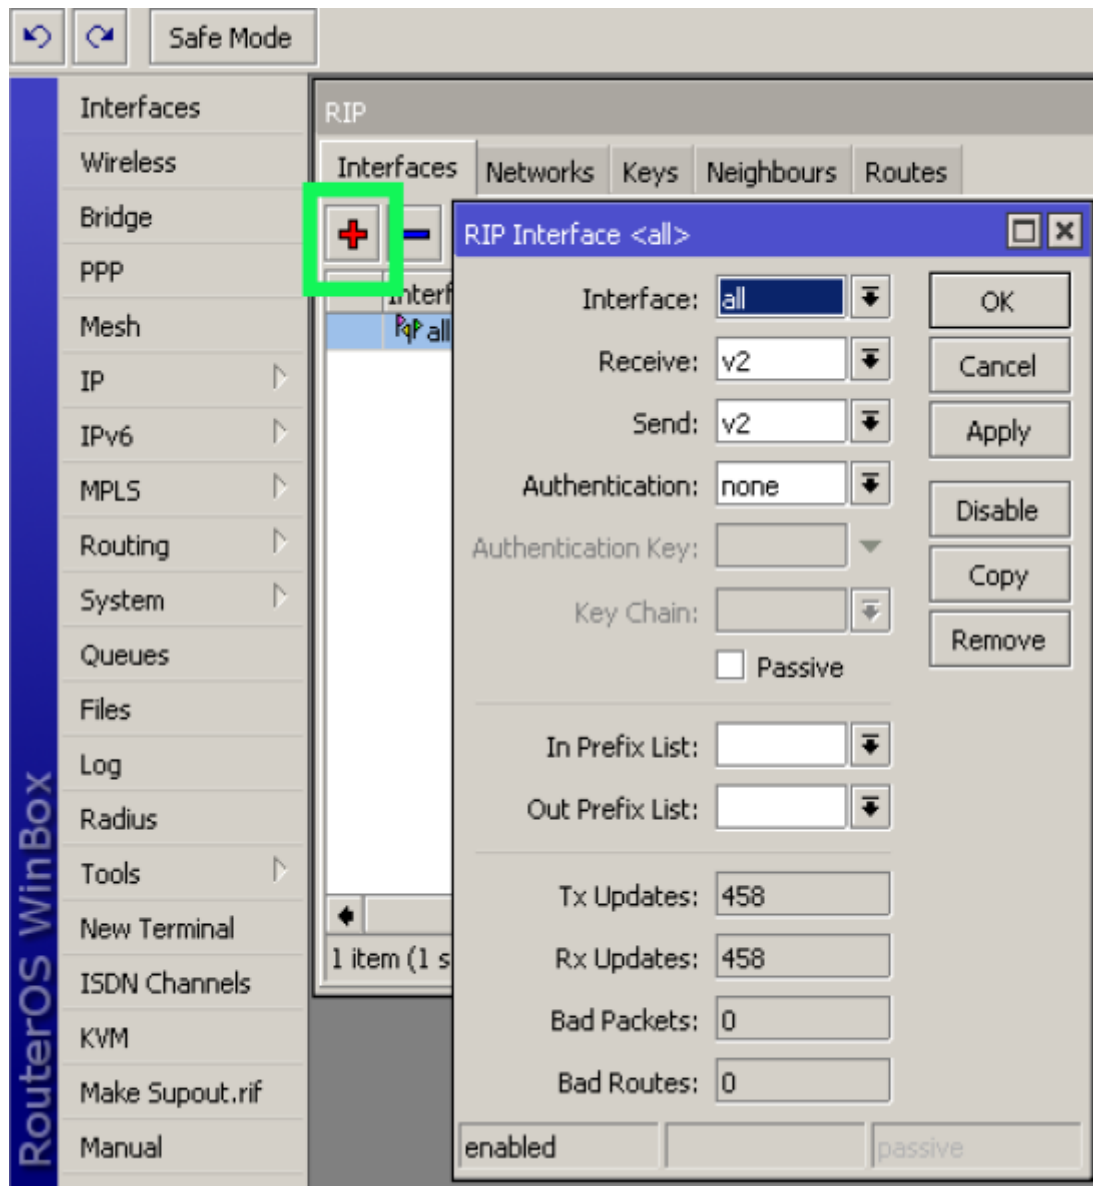 Safe Mode
RouterOS WinBox
Interfaces
Wireless
Bridge
PPP
Mesh
IP
IPv6
MPLS
Routing
System
Queues
Files
Log
Radius
Tools
New Terminal
ISDN Channels
KVM
Make Supout.rif
Manual
RIP
Interfaces Networks Keys Neighbours Routes
Interf
all
1 item (1 s
RIP Interface <all>
Interface: all
Receive: v2
Send: v2
Authentication: none
Authentication Key:
Key Chain:
Passive
In Prefix List:
Out Prefix List:
Tx Updates: 458
Rx Updates: 458
Bad Packets: 0
Bad Routes: 0
OK
Cancel
Apply
Disable
Copy
Remove
enabled passive